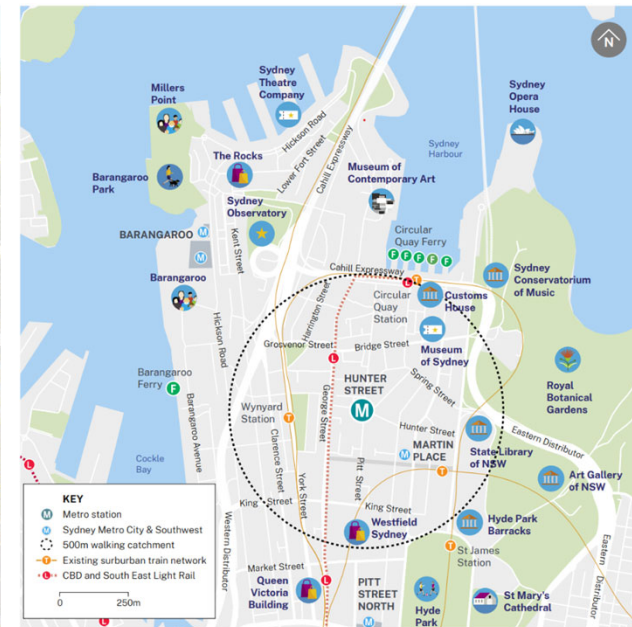 N
Millers
Point
Sydney
Theatre
Company
Sydney
Opera
House
Hickson Road
Lower Fort Street
Cahill Expressway
Sydney
Harbour
The Rocks
Museum of
Contemporary Art
Barangaroo
Park
Sydney
Observatory
BARANGAROO
M
M
Kent Street
Circular
Quay Ferry
F F F F F
Cahill Expressway
L
T
Sydney
Conservatorium
of Music
Barangaroo
Harrington Street
Circular
Quay
Station
Customs
House
Hickson Road
Grosvenor Street
L
Bridge Street
Museum
of Sydney
Barangaroo
Ferry
F
Spring Street
HUNTER
STREET
M
Royal
Botanical
Gardens
Wynyard
Station
T
George Street
Hunter Street
Eastern Distributor
Barangaroo Avenue
Clarence Street
M
MARTIN
PLACE
T
State Library
of NSW
Cockle
Bay
L
York Street
Pitt Street
Art Gallery
of NSW
King Street
King Street
Westfield
Sydney
Hyde Park
Barracks
T
St James
Station
Western Distributor
Eastern
Distributor
Market Street
L
Queen
Victoria
Building
PITT
STREET
NORTH
M
Hyde
Park
St Mary's
Cathedral
KEY
M Metro station
M Sydney Metro City & Southwest
500m walking catchment
T Existing suburban train network
L CBD and South East Light Rail
0 250m
L